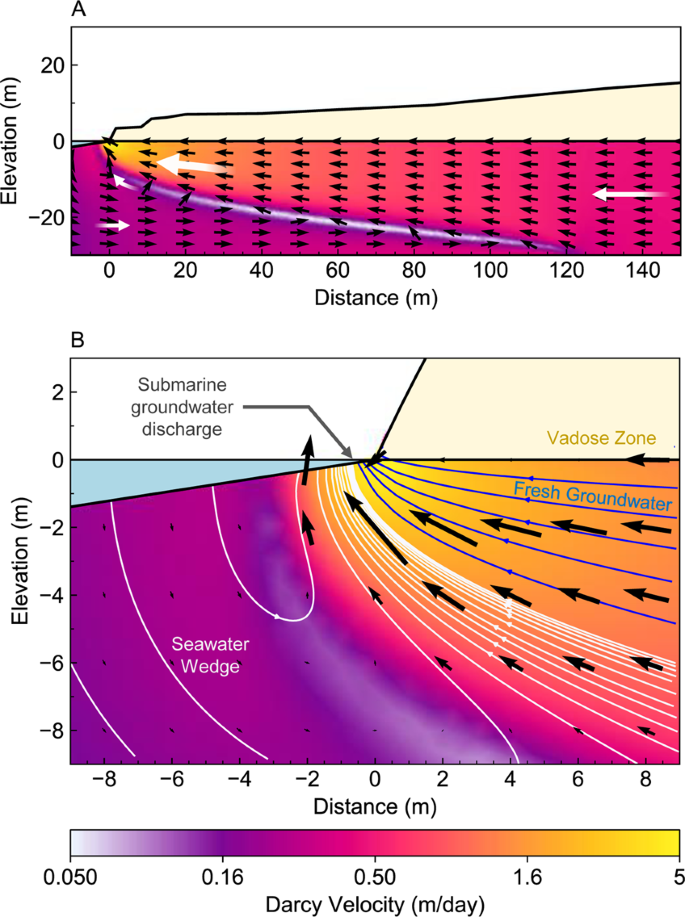 A
Elevation (m)
20
0
−20
0 20 40 60 80 100 120 140
Distance (m)
B
Submarine
groundwater
discharge
Vadose Zone
Fresh Groundwater
Seawater
Wedge
Elevation (m)
2
0
−2
−4
−6
−8
−8 −6 −4 −2 0 2 4 6 8
Distance (m)
0.050 0.16 0.50 1.6 5
Darcy Velocity (m/day)